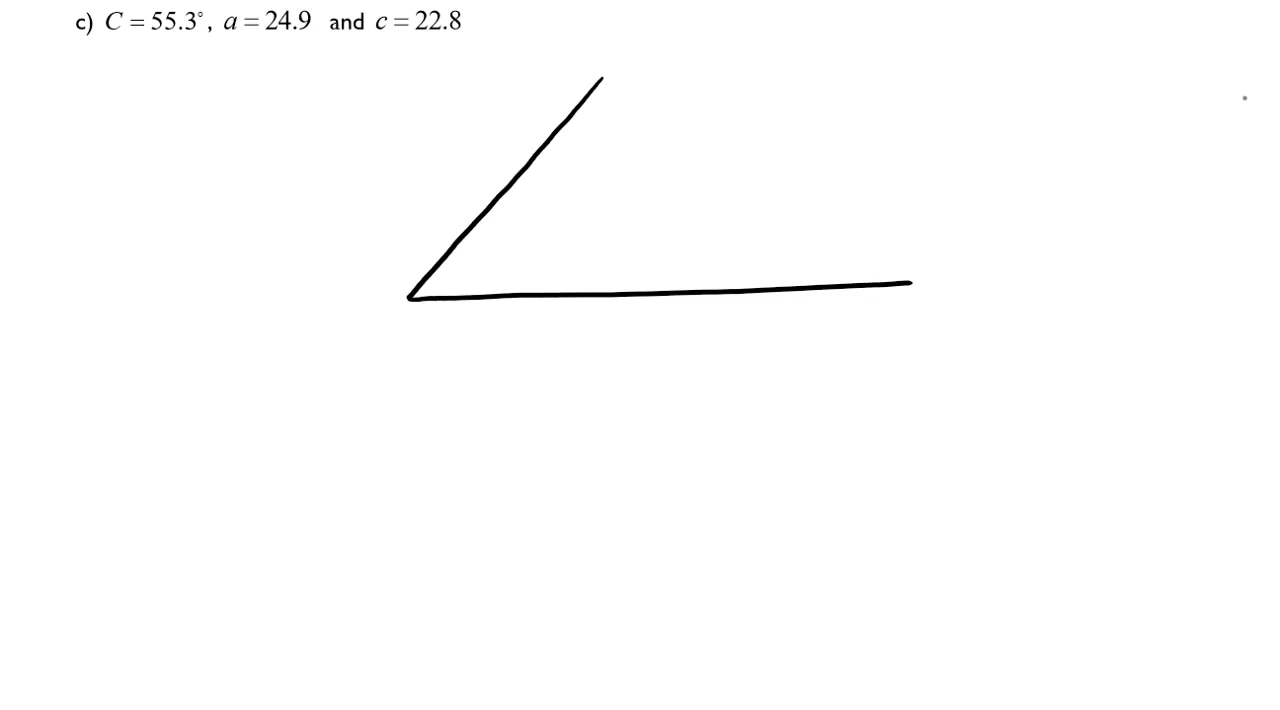 c) C = 55.3°, a = 24.9 and c = 22.8